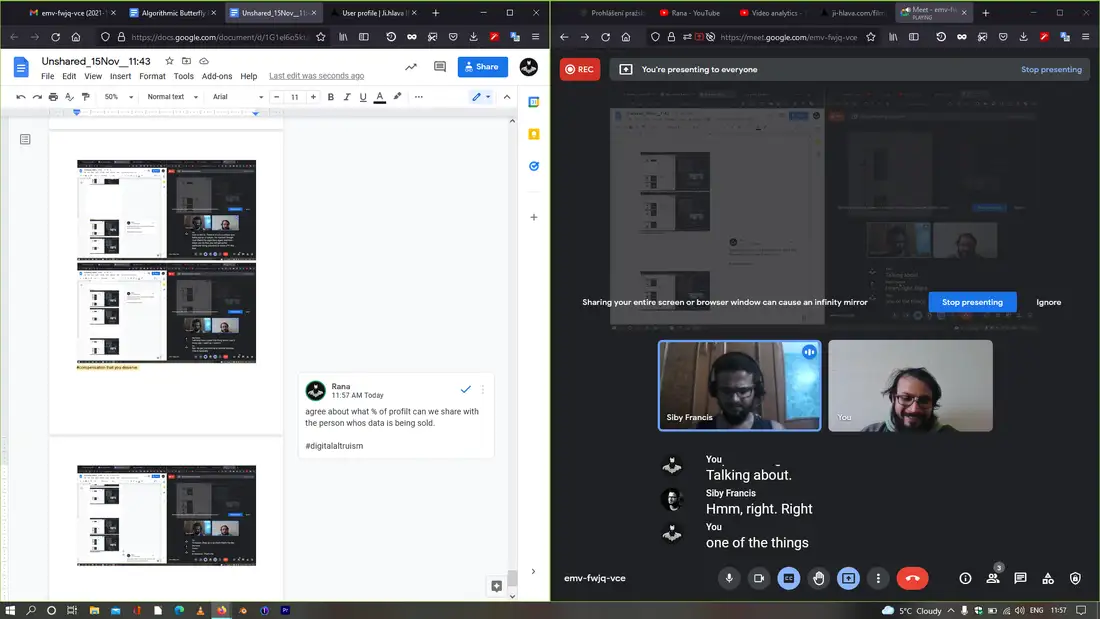 emv-fwjq-vce (2021-1
Algorithmic Butterfly
Unshared_15Nov__11:4
User profile | Ji.hlava I
https://docs.google.com/document/d/1G1el6o5k
Unshared_15Nov__11:43
File Edit View Insert Format Tools Add-ons Help Last edit was seconds ago
Share
50% Normal text Arial 11 B I U A
#compensation that you deserve.
Rana
11:57 AM Today
agree about what % of profilt can we share with
the person whos data is being sold.
#digitalaltruism
Prohlášení pražsk
Rana - YouTube
Video analytics -
ji-hlava.com/film
Meet - emv-f
PLAYING
https://meet.google.com/emv-fwjq-vce
REC
You're presenting to everyone
Stop presenting
Sharing your entire screen or browser window can cause an infinity mirror
Stop presenting
Ignore
Siby Francis
You
You
Talking about.
Siby Francis
Hmm, right. Right
You
one of the things
emv-fwjq-vce
3
5°C Cloudy
ENG 11:57